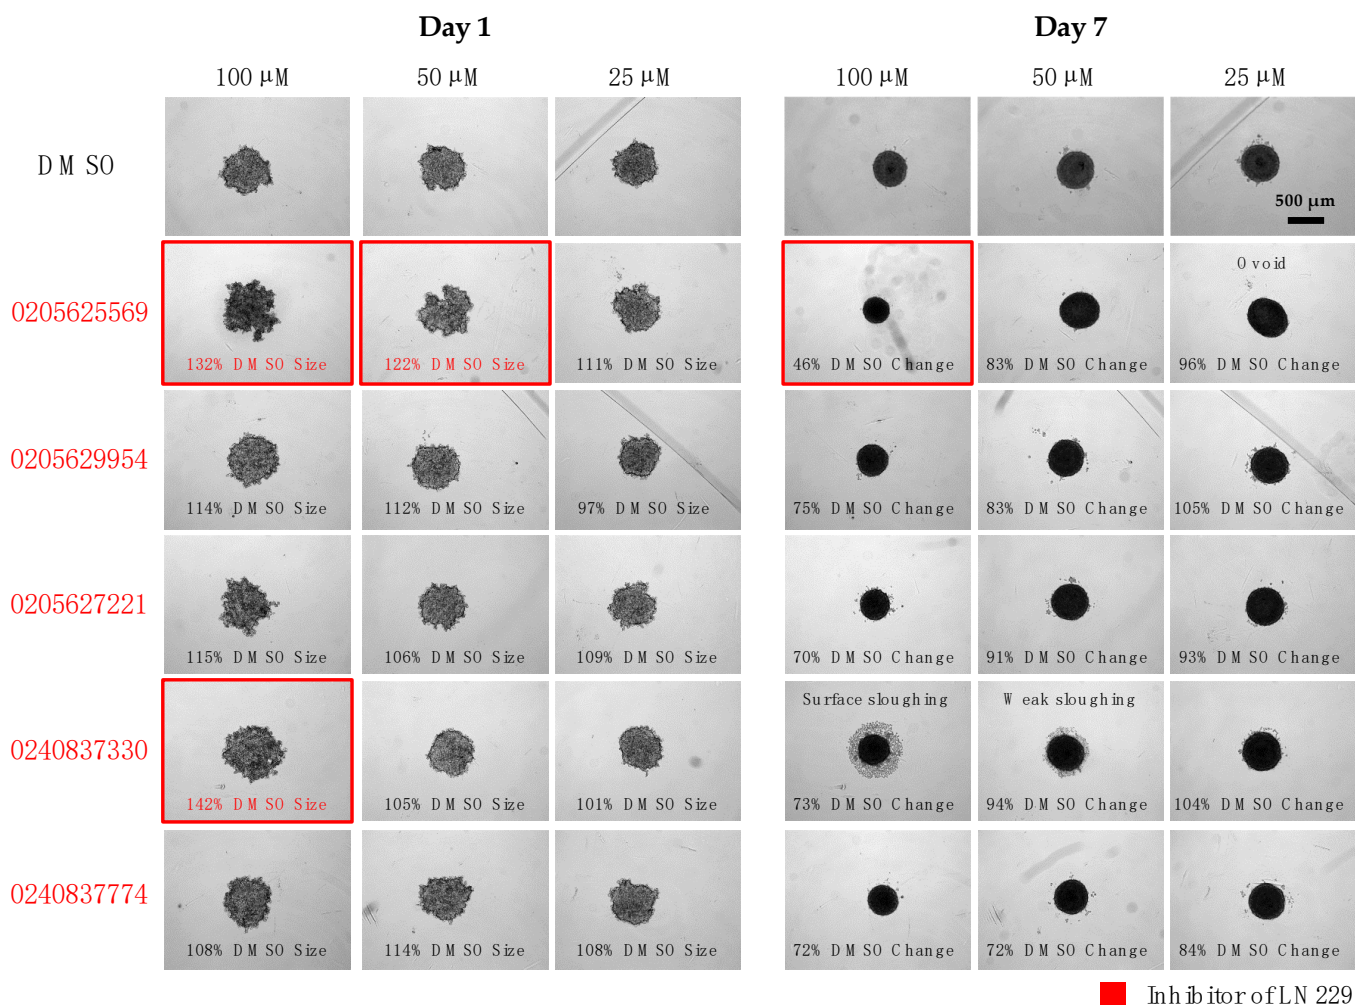 Day 1 Day 7
100 μM 50 μM 25 μM 100 μM 50 μM 25 μM
DMSO
500 μm
Ovoid
0205625569
132% DMSO Size 122% DMSO Size 111% DMSO Size 46% DMSO Change 83% DMSO Change 96% DMSO Change
0205629954
114% DMSO Size 112% DMSO Size 97% DMSO Size 75% DMSO Change 83% DMSO Change 105% DMSO Change
0205627221
115% DMSO Size 106% DMSO Size 109% DMSO Size 70% DMSO Change 91% DMSO Change 93% DMSO Change
Surface sloughing Weak sloughing
0240837330
142% DMSO Size 105% DMSO Size 101% DMSO Size 73% DMSO Change 94% DMSO Change 104% DMSO Change
0240837774
108% DMSO Size 114% DMSO Size 108% DMSO Size 72% DMSO Change 72% DMSO Change 84% DMSO Change
Inhibitor of LN 229